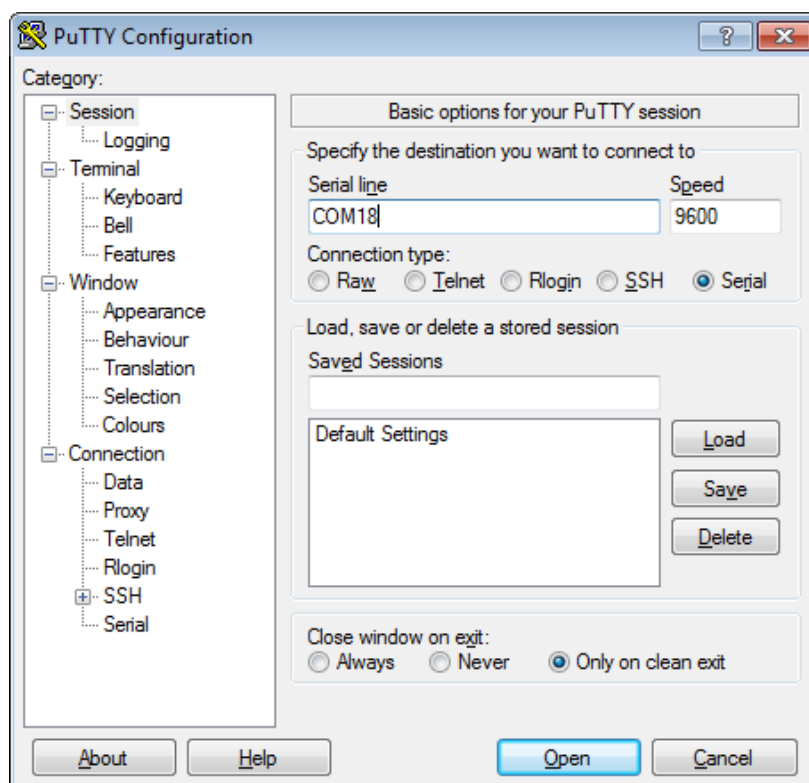 PuTTY Configuration
Category:
Session
Logging
Terminal
Keyboard
Bell
Features
Window
Appearance
Behaviour
Translation
Selection
Colours
Connection
Data
Proxy
Telnet
Rlogin
SSH
Serial
Basic options for your PuTTY session
Specify the destination you want to connect to
Serial line Speed
COM18 9600
Connection type:
Raw Telnet Rlogin SSH Serial
Load, save or delete a stored session
Saved Sessions
Default Settings
Load
Save
Delete
Close window on exit:
Always Never Only on clean exit
About Help Open Cancel